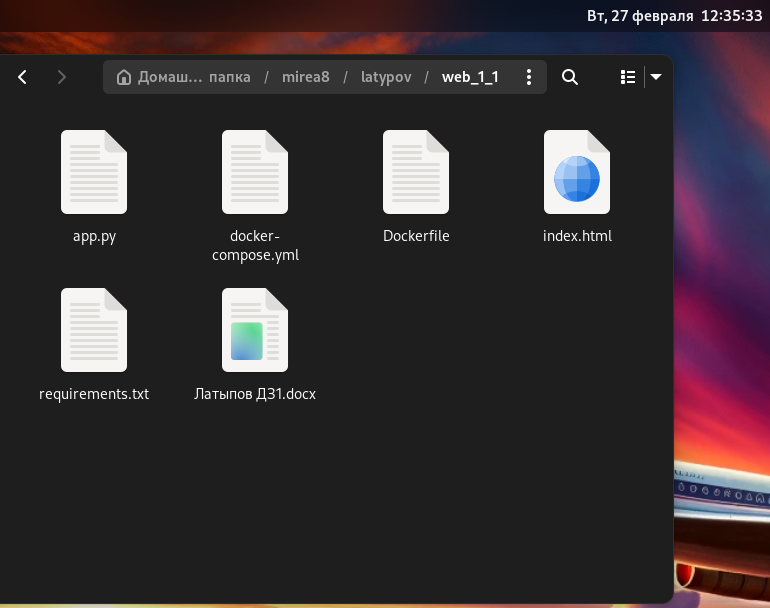 Вт, 27 февраля 12:35:33
Домаш… папка / mirea8 / latypov / web_1_1
app.py
docker-
compose.yml
Dockerfile
index.html
requirements.txt
Латыпов ДЗ1.docx